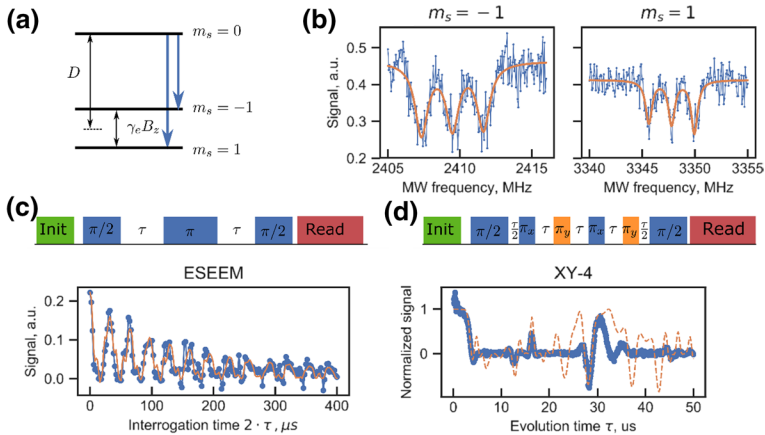 (a)
m_s = 0
D
m_s = −1
γ_e B_z
m_s = 1
(b)
m_s = −1
m_s = 1
Signal, a.u.
0.5
0.4
0.3
0.2
2405 2410 2415
MW frequency, MHz
3340 3345 3350 3355
MW frequency, MHz
(c)
Init π/2 τ π τ π/2 Read
ESEEM
Signal, a.u.
0.2
0.1
0.0
0 100 200 300 400
Interrogation time 2 · τ , μs
(d)
Init π/2 τ/2 π_x τ π_y τ π_x τ π_y τ/2 π/2 Read
XY-4
Normalized signal
1
0
0 10 20 30 40 50
Evolution time τ, us